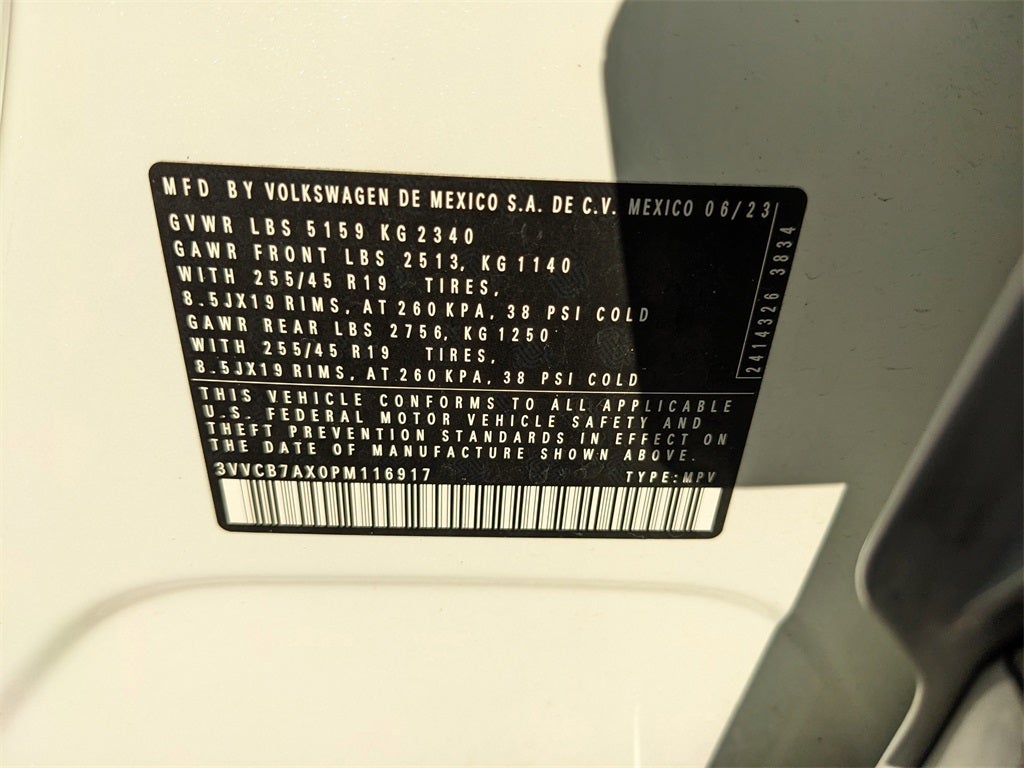 MFD BY VOLKSWAGEN DE MEXICO S.A. DE C.V. MEXICO 06/23
GVWR LBS 5159 KG 2340
GAWR FRONT LBS 2513, KG 1140
WITH 255/45 R19 TIRES,
8.5JX19 RIMS, AT 260 KPA, 38 PSI COLD
GAWR REAR LBS 2756, KG 1250
WITH 255/45 R19 TIRES,
8.5JX19 RIMS, AT 260 KPA, 38 PSI COLD
2414326 3834
THIS VEHICLE CONFORMS TO ALL APPLICABLE
U.S. FEDERAL MOTOR VEHICLE SAFETY AND
THEFT PREVENTION STANDARDS IN EFFECT ON
THE DATE OF MANUFACTURE SHOWN ABOVE.
3VVCB7AX0PM116917 TYPE: MPV